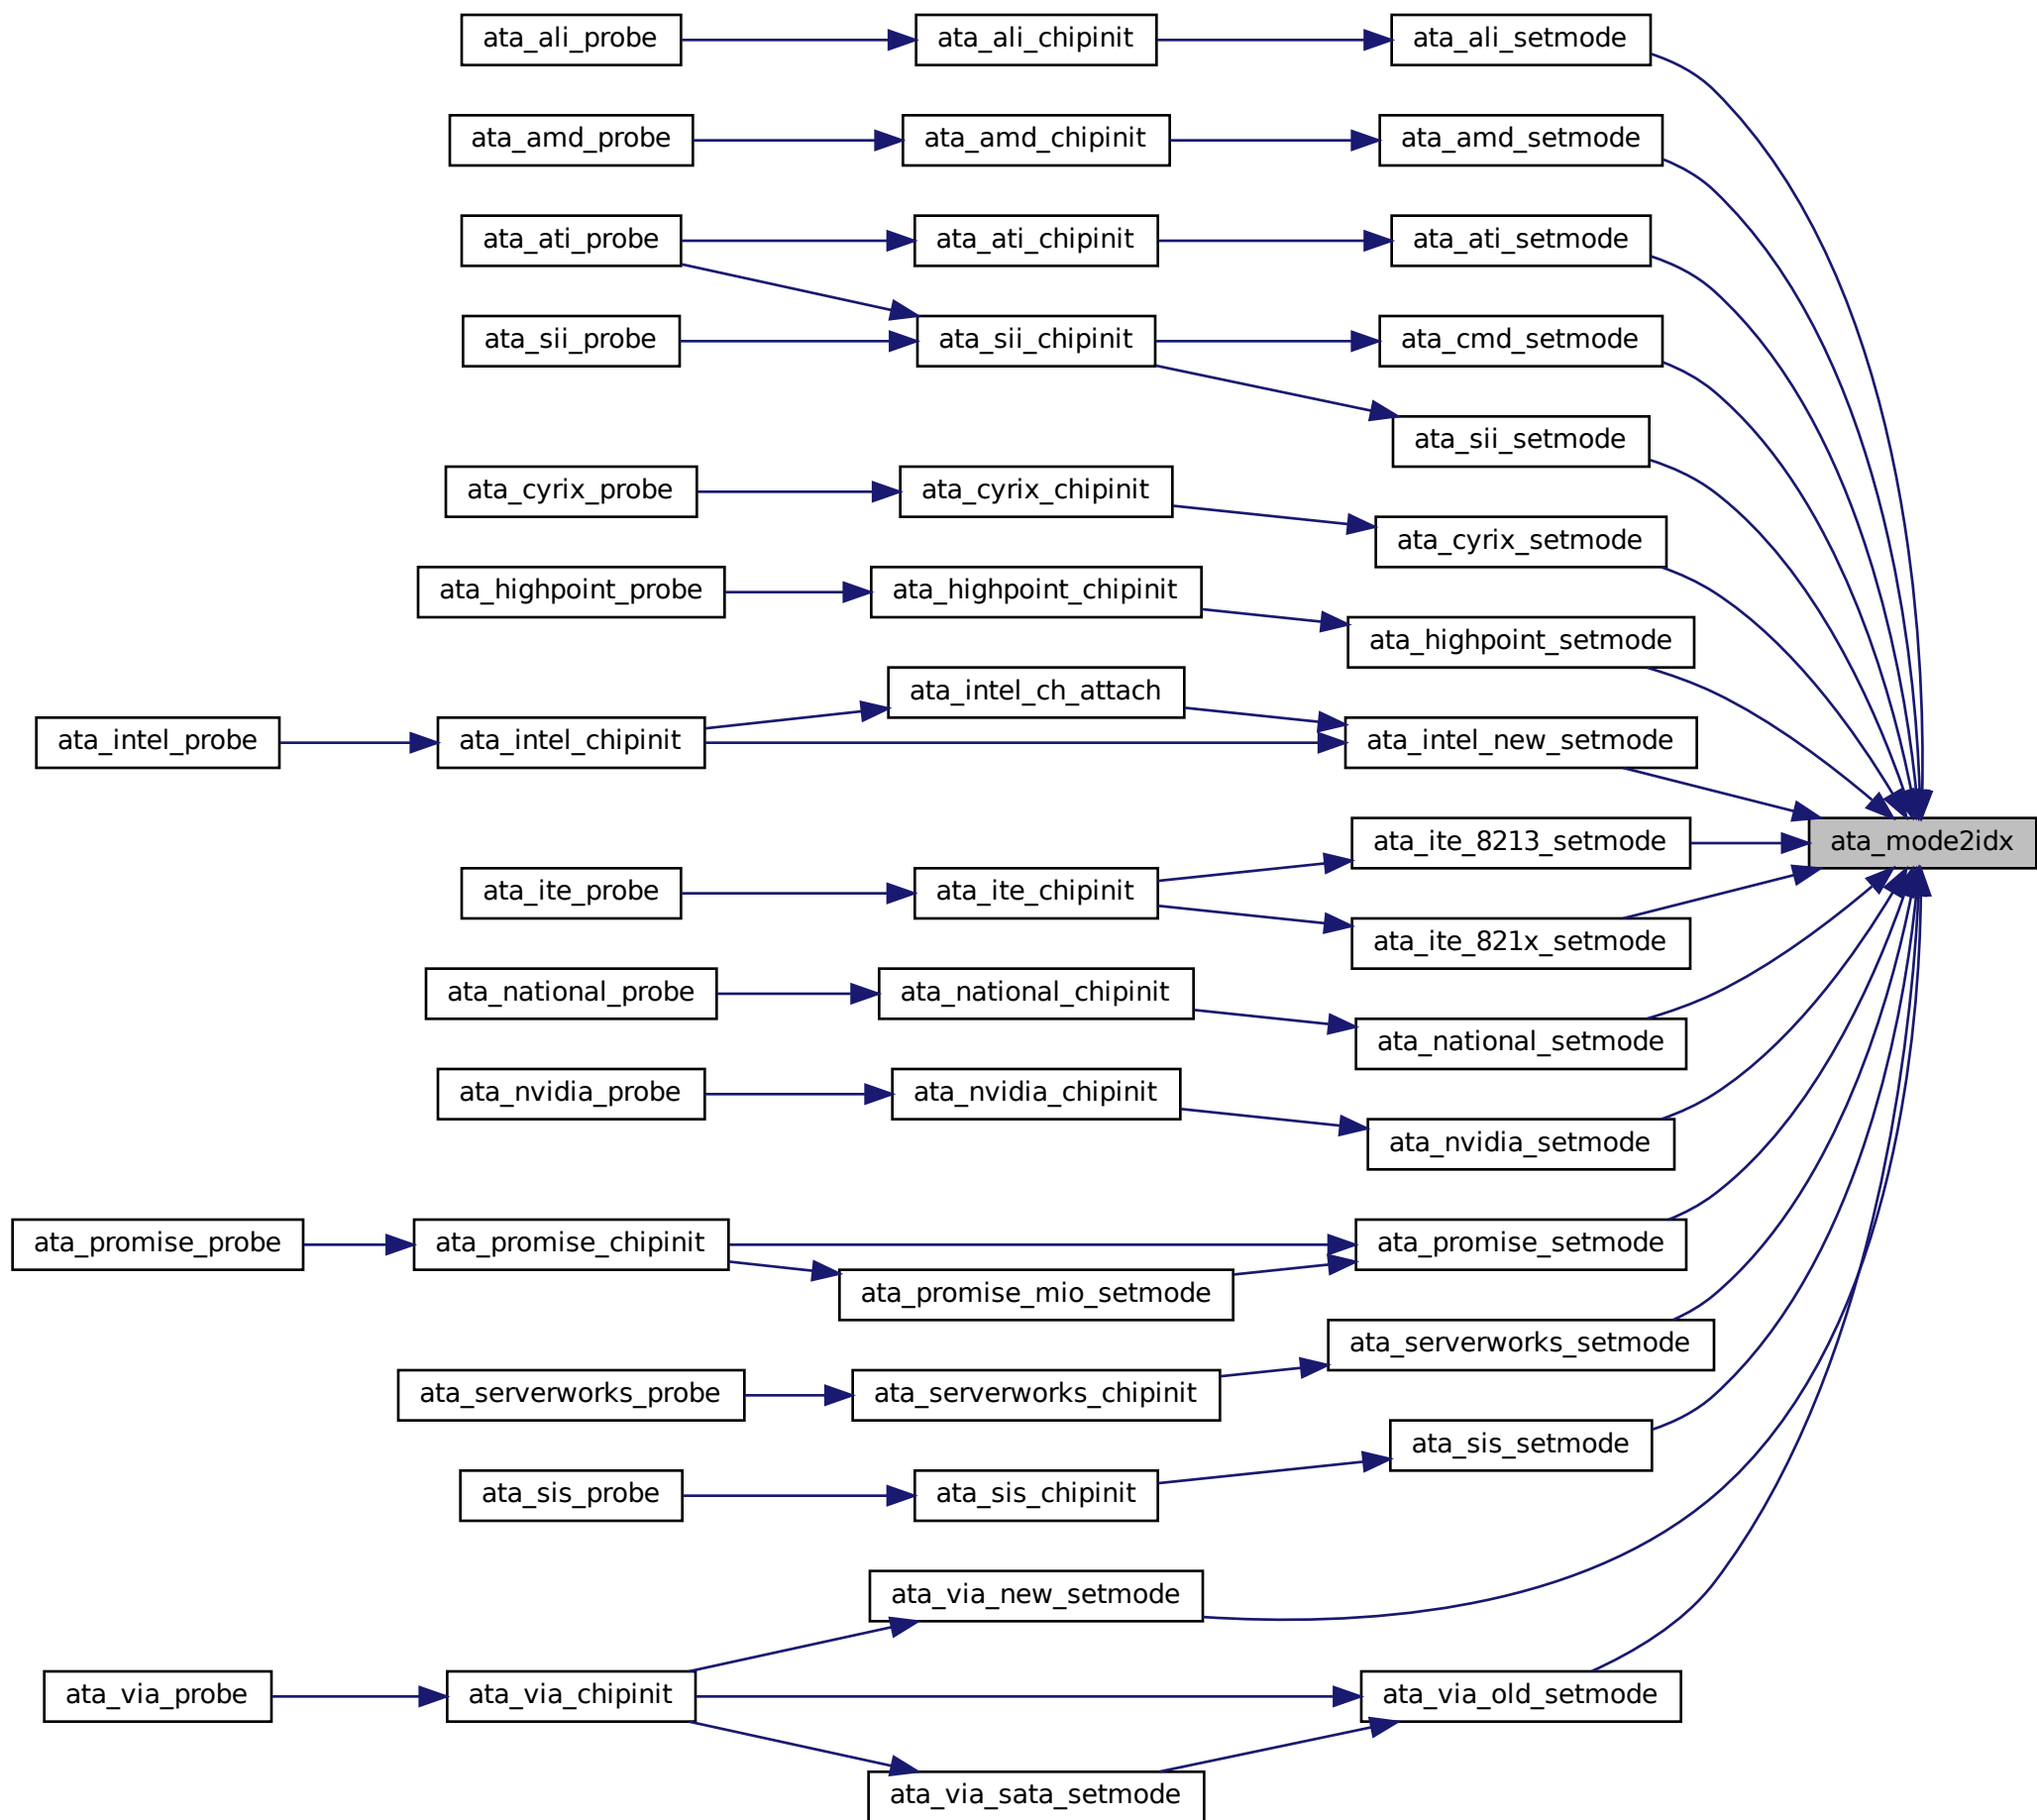 ata_ali_probe
ata_ali_chipinit
ata_ali_setmode
ata_amd_probe
ata_amd_chipinit
ata_amd_setmode
ata_ati_probe
ata_ati_chipinit
ata_ati_setmode
ata_sii_probe
ata_sii_chipinit
ata_cmd_setmode
ata_sii_setmode
ata_cyrix_probe
ata_cyrix_chipinit
ata_cyrix_setmode
ata_highpoint_probe
ata_highpoint_chipinit
ata_highpoint_setmode
ata_intel_ch_attach
ata_intel_probe
ata_intel_chipinit
ata_intel_new_setmode
ata_ite_8213_setmode
ata_mode2idx
ata_ite_probe
ata_ite_chipinit
ata_ite_821x_setmode
ata_national_probe
ata_national_chipinit
ata_national_setmode
ata_nvidia_probe
ata_nvidia_chipinit
ata_nvidia_setmode
ata_promise_probe
ata_promise_chipinit
ata_promise_setmode
ata_promise_mio_setmode
ata_serverworks_setmode
ata_serverworks_probe
ata_serverworks_chipinit
ata_sis_setmode
ata_sis_probe
ata_sis_chipinit
ata_via_new_setmode
ata_via_probe
ata_via_chipinit
ata_via_old_setmode
ata_via_sata_setmode